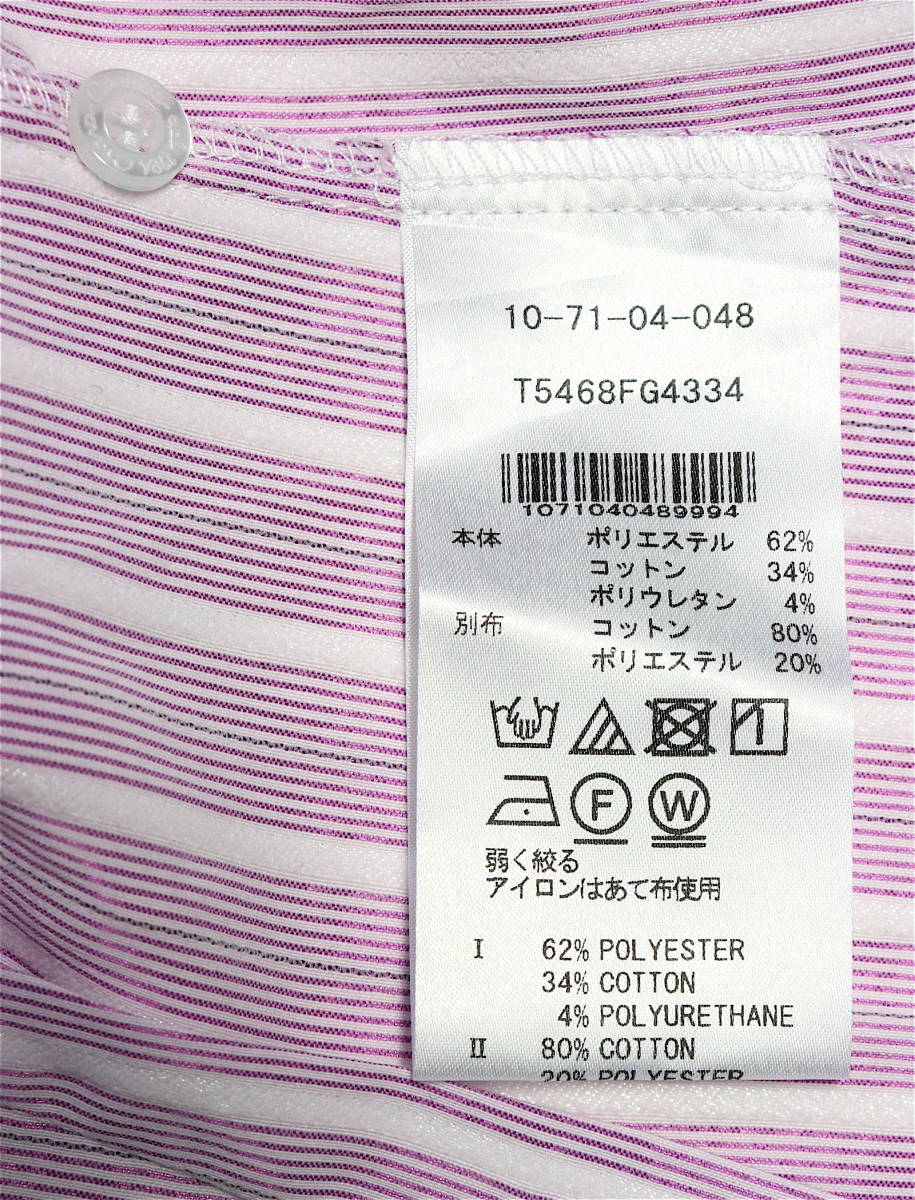 10-71-04-048
T5468FG4334
1071040489994
本体 ポリエステル 62%
コットン 34%
ポリウレタン 4%
別布 コットン 80%
ポリエステル 20%
F W
弱く絞る
アイロンはあて布使用
I 62% POLYESTER
34% COTTON
4% POLYURETHANE
II 80% COTTON
20% POLYESTER